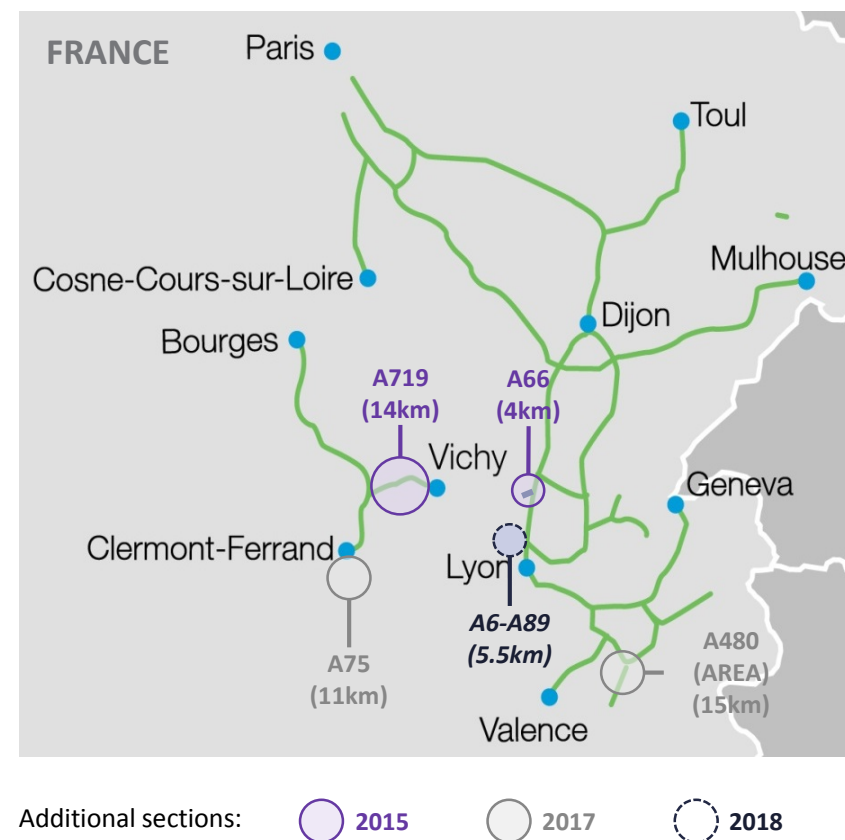 FRANCE
Paris
Toul
Mulhouse
Cosne-Cours-sur-Loire
Dijon
Bourges
A719
(14km)
A66
(4km)
Vichy
Geneva
Clermont-Ferrand
Lyon
A6-A89
(5.5km)
A75
(11km)
A480
(AREA)
(15km)
Valence
Additional sections: 2015 2017 2018